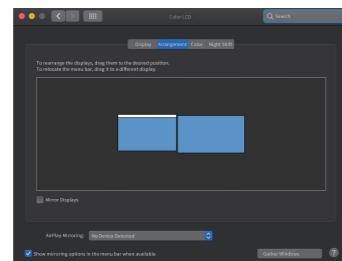 Color LCD
Search
Display Arrangement Color Night Shift
To rearrange the displays, drag them to the desired position.
To relocate the menu bar, drag it to a different display.
Mirror Displays
AirPlay Mirroring: No Device Detected
Show mirroring options in the menu bar when available
Gather Windows
?